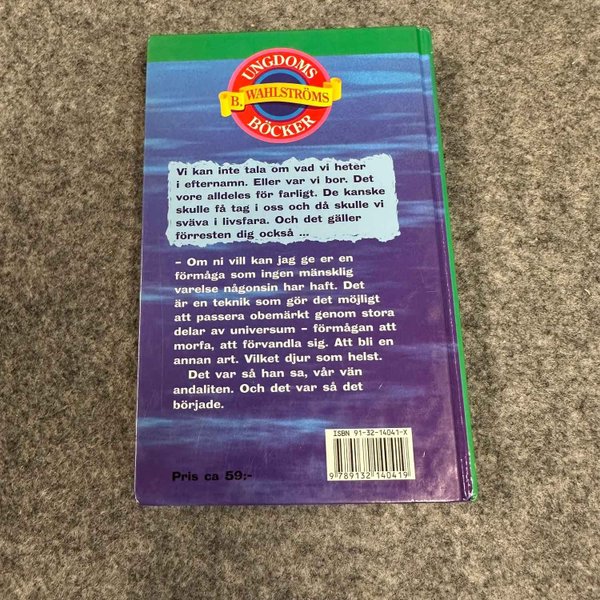 UNGDOMS
B. WAHLSTRÖMS
BÖCKER
Vi kan inte tala om vad vi heter
i efternamn. Eller var vi bor. Det
vore alldeles för farligt. De kanske
skulle få tag i oss och då skulle vi
sväva i livsfara. Och det gäller
förresten dig också ...
– Om ni vill kan jag ge er en
förmåga som ingen mänsklig
varelse någonsin har haft. Det
är en teknik som gör det möjligt
att passera obemärkt genom stora
delar av universum – förmågan att
morfa, att förvandla sig. Att bli en
annan art. Vilket djur som helst.
Det var så han sa, vår vän
andaliten. Och det var så det
började.
ISBN 91-32-14041-X
9 789132 140419
Pris ca 59:-